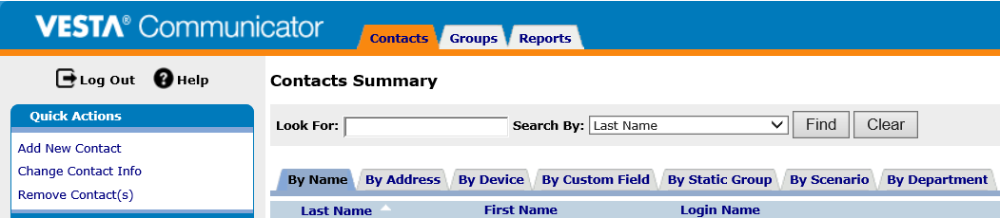 VESTA® Communicator
Contacts Groups Reports
Log Out Help
Contacts Summary
Quick Actions
Look For: Search By: Last Name Find Clear
Add New Contact
Change Contact Info
Remove Contact(s)
By Name By Address By Device By Custom Field By Static Group By Scenario By Department
Last Name First Name Login Name